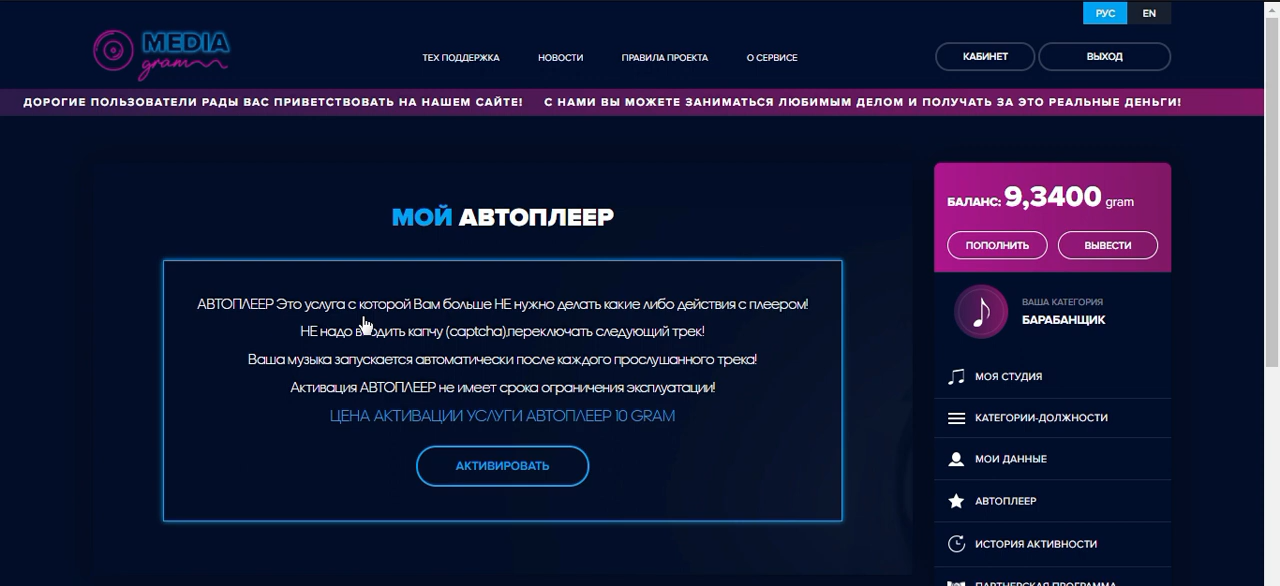 РУС EN
MEDIA
gram
ТЕХ ПОДДЕРЖКА НОВОСТИ ПРАВИЛА ПРОЕКТА О СЕРВИСЕ
КАБИНЕТ ВЫХОД
ДОРОГИЕ ПОЛЬЗОВАТЕЛИ РАДЫ ВАС ПРИВЕТСТВОВАТЬ НА НАШЕМ САЙТЕ! С НАМИ ВЫ МОЖЕТЕ ЗАНИМАТЬСЯ ЛЮБИМЫМ ДЕЛОМ И ПОЛУЧАТЬ ЗА ЭТО РЕАЛЬНЫЕ ДЕНЬГИ!
МОЙ АВТОПЛЕЕР
АВТОПЛЕЕР Это услуга с которой Вам больше НЕ нужно делать какие либо действия с плеером!
НЕ надо вводить капчу (captcha).переключать следующий трек!
Ваша музыка запускается автоматически после каждого прослушанного трека!
Активация АВТОПЛЕЕР не имеет срока ограничения эксплуатации!
ЦЕНА АКТИВАЦИИ УСЛУГИ АВТОПЛЕЕР 10 GRAM
АКТИВИРОВАТЬ
БАЛАНС: 9,3400 gram
ПОПОЛНИТЬ ВЫВЕСТИ
ВАША КАТЕГОРИЯ
БАРАБАНЩИК
МОЯ СТУДИЯ
КАТЕГОРИИ-ДОЛЖНОСТИ
МОИ ДАННЫЕ
АВТОПЛЕЕР
ИСТОРИЯ АКТИВНОСТИ
ПАРТНЕРСКАЯ ПРОГРАММА